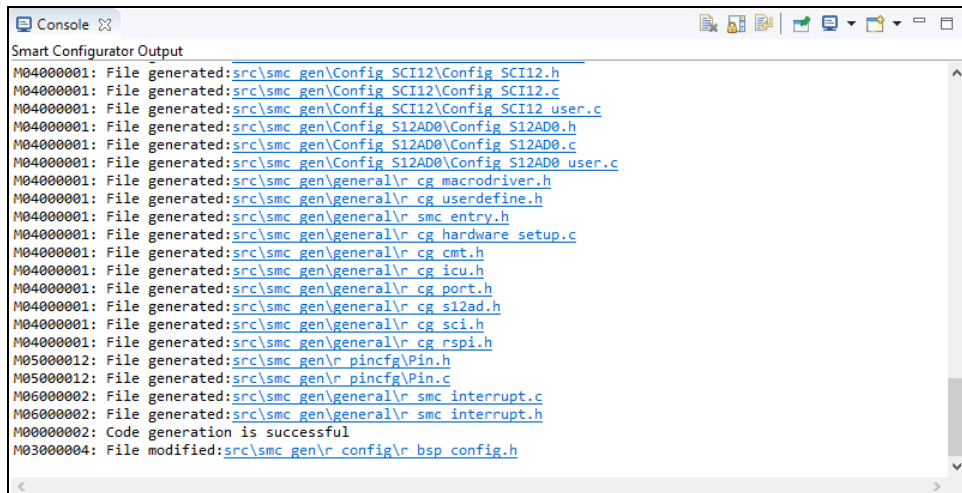 Console
Smart Configurator Output
M04000001: File generated:src\smc_gen\Config_SCI12\Config_SCI12.h
M04000001: File generated:src\smc_gen\Config_SCI12\Config_SCI12.c
M04000001: File generated:src\smc_gen\Config_SCI12\Config_SCI12_user.c
M04000001: File generated:src\smc_gen\Config_S12AD0\Config_S12AD0.h
M04000001: File generated:src\smc_gen\Config_S12AD0\Config_S12AD0.c
M04000001: File generated:src\smc_gen\Config_S12AD0\Config_S12AD0_user.c
M04000001: File generated:src\smc_gen\general\r_cg_macrodriver.h
M04000001: File generated:src\smc_gen\general\r_cg_userdefine.h
M04000001: File generated:src\smc_gen\general\r_smc_entry.h
M04000001: File generated:src\smc_gen\general\r_cg_hardware_setup.c
M04000001: File generated:src\smc_gen\general\r_cg_cmt.h
M04000001: File generated:src\smc_gen\general\r_cg_icu.h
M04000001: File generated:src\smc_gen\general\r_cg_port.h
M04000001: File generated:src\smc_gen\general\r_cg_s12ad.h
M04000001: File generated:src\smc_gen\general\r_cg_sci.h
M04000001: File generated:src\smc_gen\general\r_cg_rspi.h
M05000012: File generated:src\smc_gen\r_pincfg\Pin.h
M05000012: File generated:src\smc_gen\r_pincfg\Pin.c
M06000002: File generated:src\smc_gen\general\r_smc_interrupt.c
M06000002: File generated:src\smc_gen\general\r_smc_interrupt.h
M00000002: Code generation is successful
M03000004: File modified:src\smc_gen\r_config\r_bsp_config.h